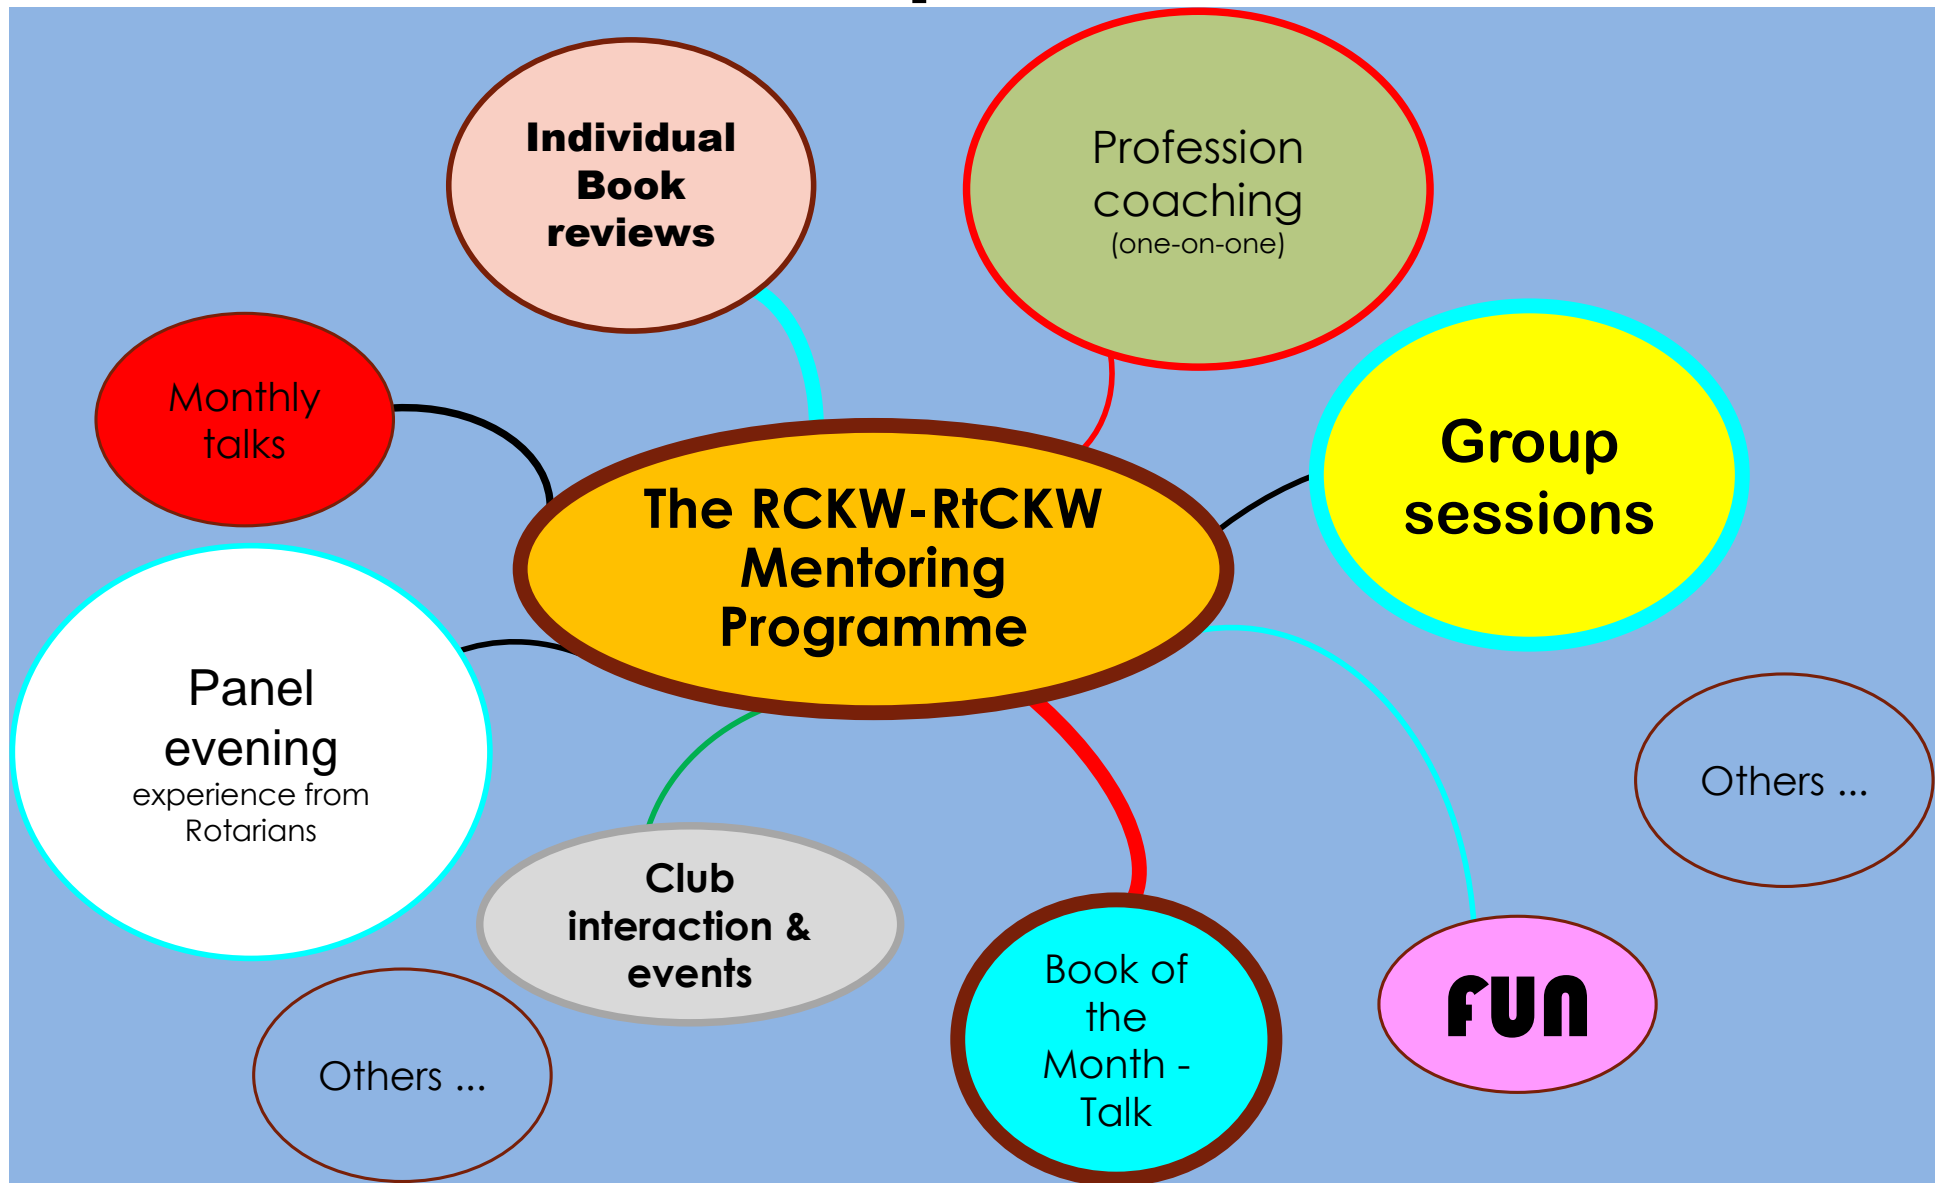 Individual
Book
reviews
Profession
coaching
(one-on-one)
Monthly
talks
Group
sessions
The RCKW-RtCKW
Mentoring
Programme
Panel
evening
experience from
Rotarians
Others ...
Club
interaction &
events
Book of
the
Month -
Talk
FUN
Others ...